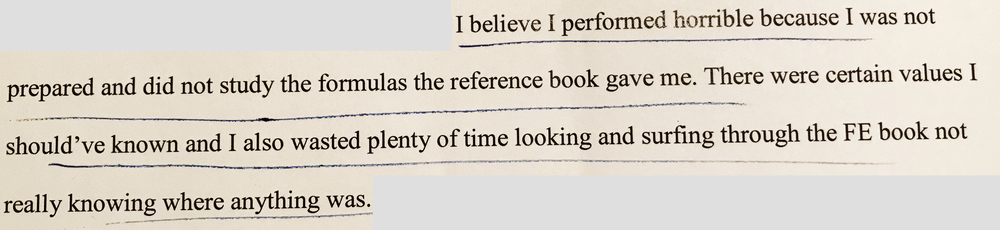 I believe I performed horrible because I was not
prepared and did not study the formulas the reference book gave me. There were certain values I
should’ve known and I also wasted plenty of time looking and surfing through the FE book not
really knowing where anything was.